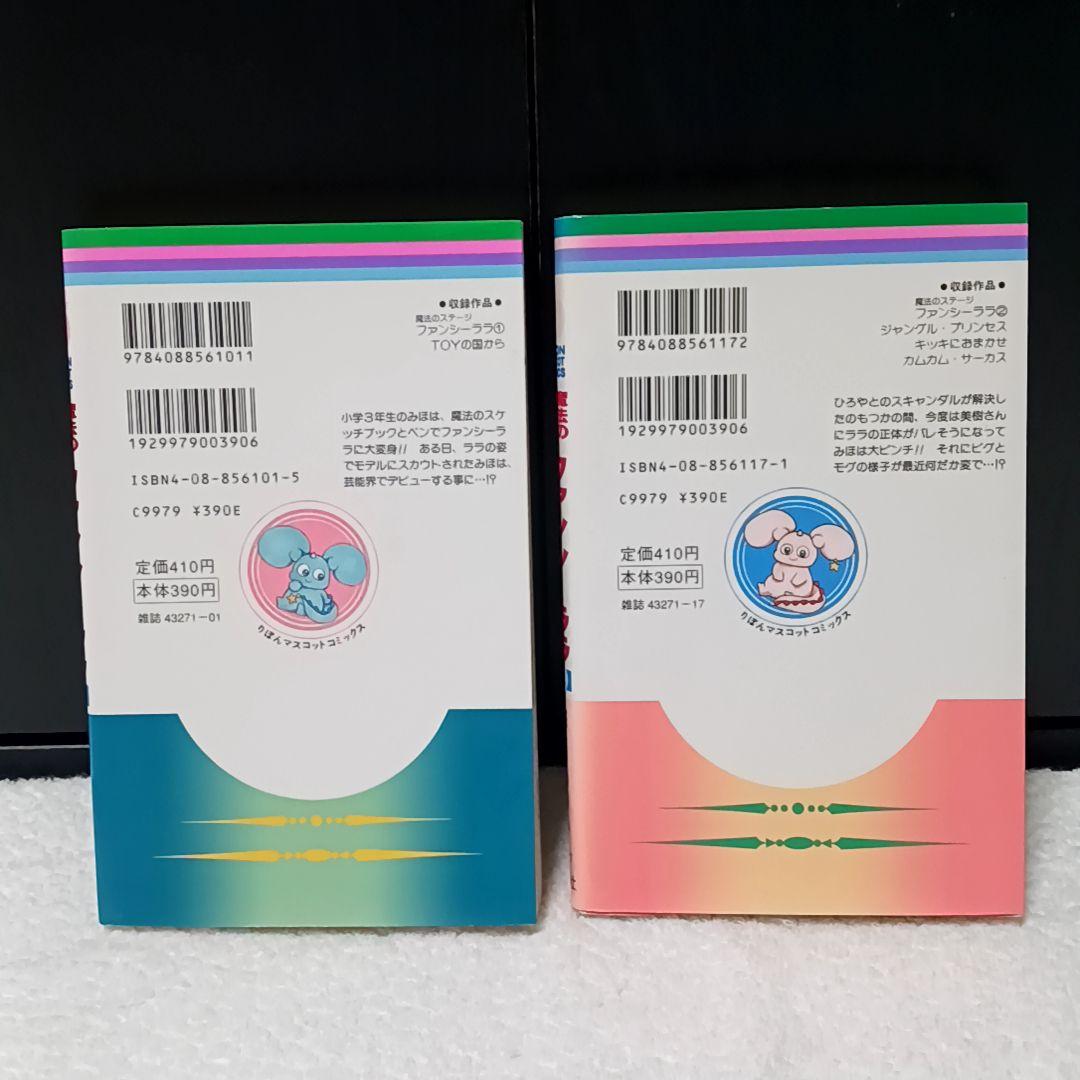 9784088561011
1929979003906
ISBN4-08-856101-5
C9979 ¥390E
定価410円
本体390円
雑誌 43271-01
●収録作品●
魔法のステージ
ファンシーララ①
TOYの国から
小学3年生のみほは、魔法のスケ
ッチブックとペンでファンシーラ
ラに大変身!! ある日、ララの姿
でモデルにスカウトされたみほは、
芸能界でデビューする事に…!?
りぼんマスコットコミックス
9784088561172
1929979003906
ISBN4-08-856117-1
C9979 ¥390E
定価410円
本体390円
雑誌 43271-17
●収録作品●
魔法のステージ
ファンシーララ②
ジャングル・プリンセス
キッキにおまかせ
カムカム・サーカス
ひろやとのスキャンダルが解決し
たのもつかの間、今度は美樹さん
にララの正体がバレそうになって
みほは大ピンチ!! それにピグと
モグの様子が最近何だか変で…!?
りぼんマスコットコミックス
魔法の